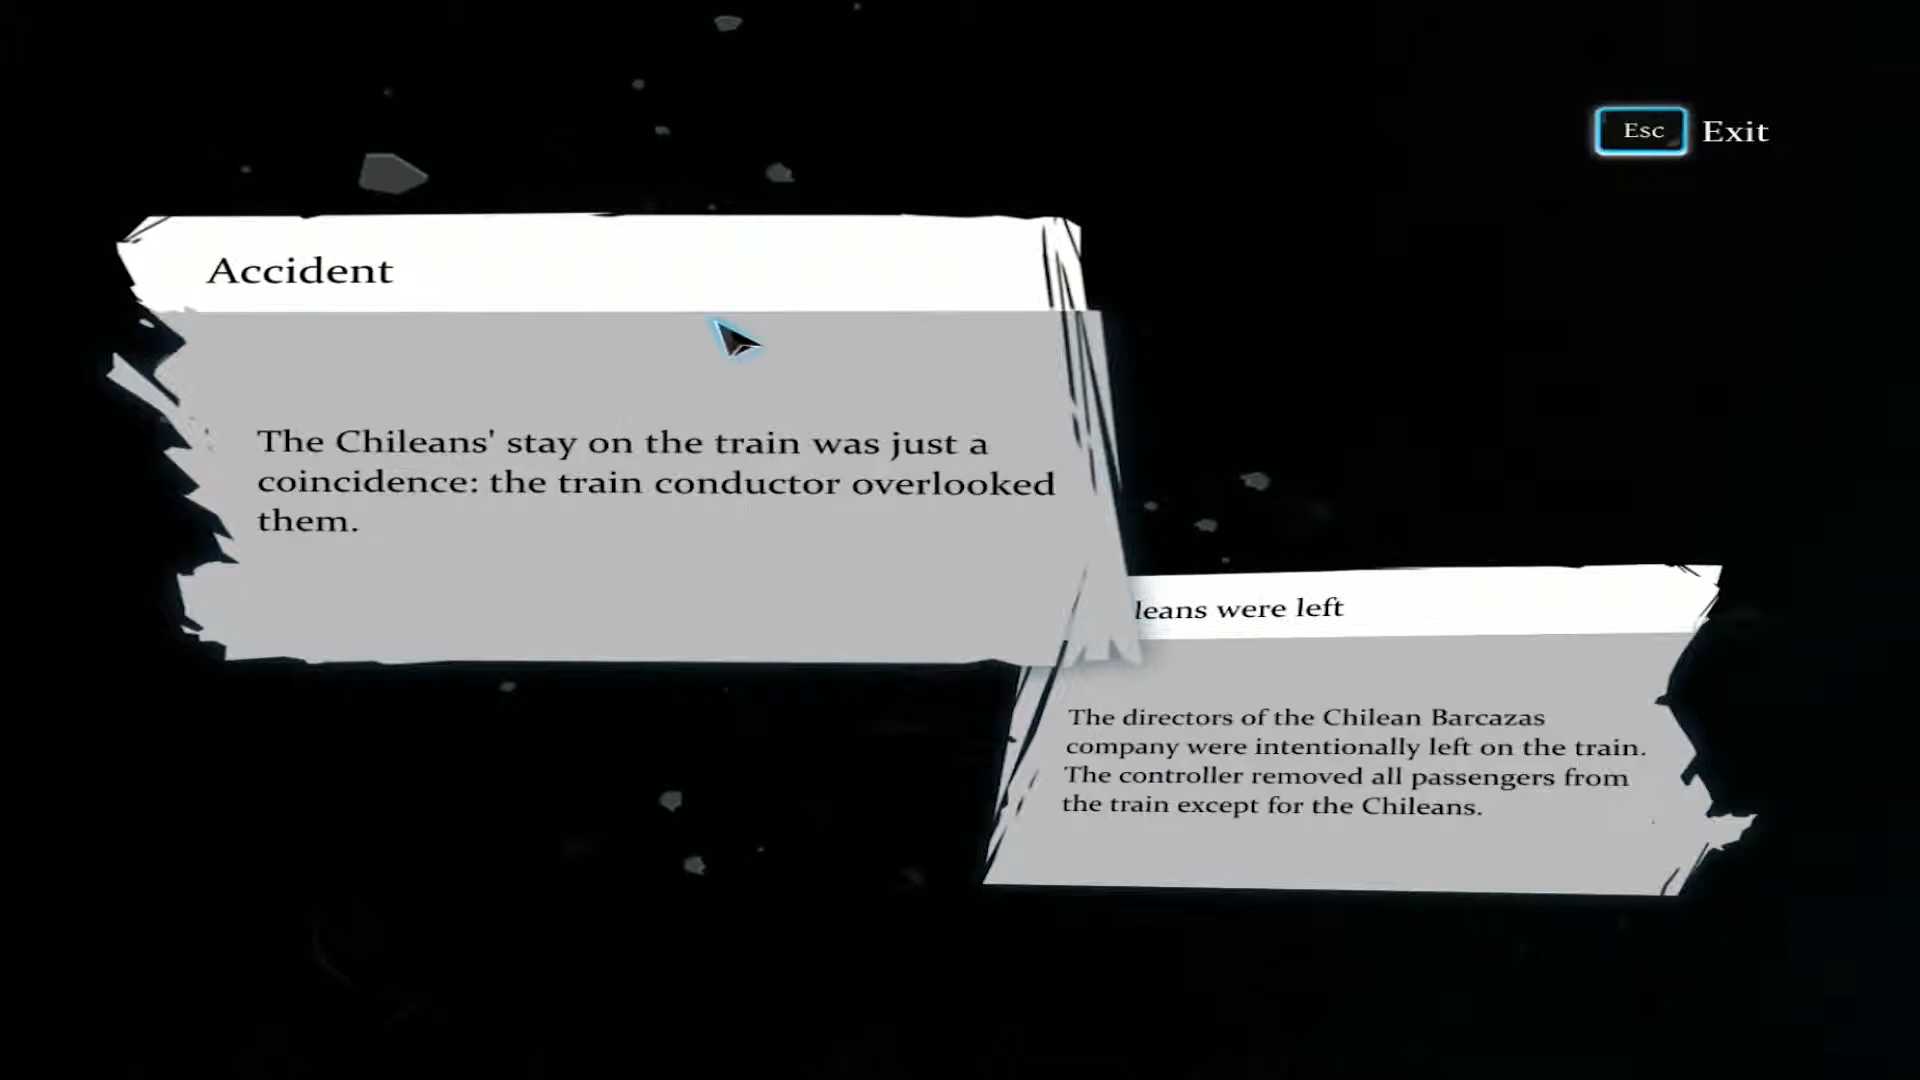 Esc Exit
Accident
The Chileans' stay on the train was just a
coincidence: the train conductor overlooked
them.
leans were left
The directors of the Chilean Barcazas
company were intentionally left on the train.
The controller removed all passengers from
the train except for the Chileans.